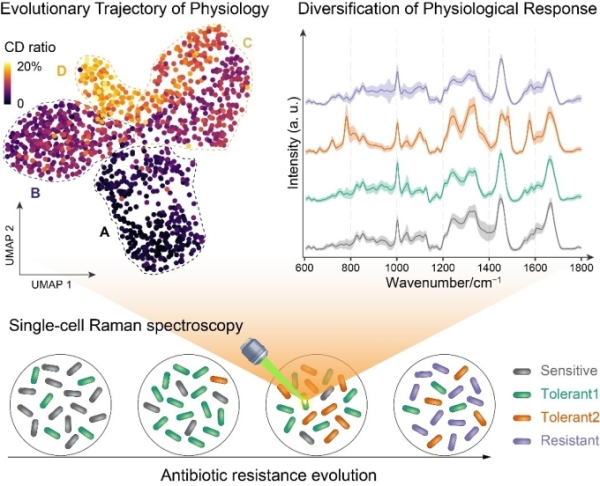 Evolutionary Trajectory of Physiology
Diversification of Physiological Response
CD ratio
20%
0
D
C
B
A
UMAP 2
UMAP 1
Intensity (a. u.)
600 800 1000 1200 1400 1600 1800
Wavenumber/cm⁻¹
Single-cell Raman spectroscopy
Sensitive
Tolerant1
Tolerant2
Resistant
Antibiotic resistance evolution